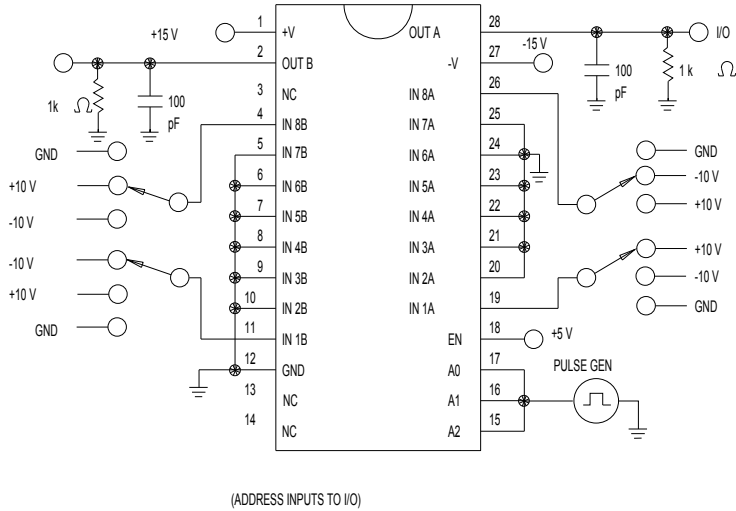 +15 V
1 +V OUT A 28 I/O
2 OUT B -V 27 -15 V
1k Ω 100 pF
100 pF 1 k Ω
3 NC IN 8A 26
4 IN 8B IN 7A 25
5 IN 7B IN 6A 24
6 IN 6B IN 5A 23
7 IN 5B IN 4A 22
8 IN 4B IN 3A 21
9 IN 3B IN 2A 20
10 IN 2B IN 1A 19
11 IN 1B EN 18 +5 V
12 GND A0 17
13 NC A1 16
14 NC A2 15
GND
+10 V
-10 V
-10 V
+10 V
GND
GND
-10 V
+10 V
+10 V
-10 V
GND
PULSE GEN
(ADDRESS INPUTS TO I/O)